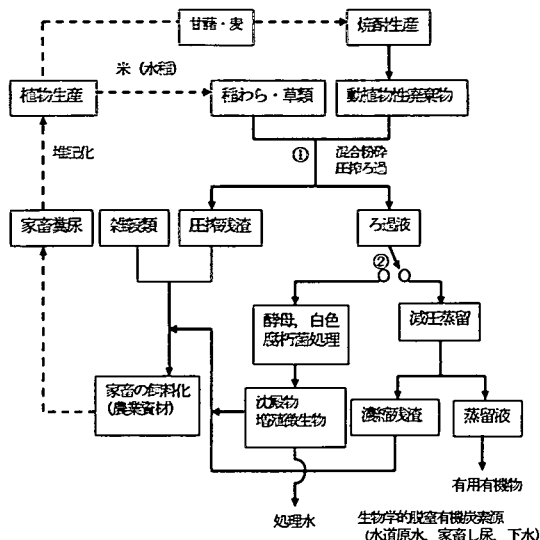 甘藷・麦
焼酎生産
米（水稲）
植物生産
稲わら・草類
動植物性廃棄物
堆肥化
①
混合粉砕
圧搾ろ過
家畜糞尿
雑穀類
圧搾残渣
ろ過液
②
酵母，白色
腐朽菌処理
減圧蒸留
家畜の飼料化
(農業資材)
沈殿物
増殖微生物
濃縮残渣
蒸留液
有用有機物
処理水
生物学的脱窒有機炭素源
（水道原水、家畜し尿、下水）